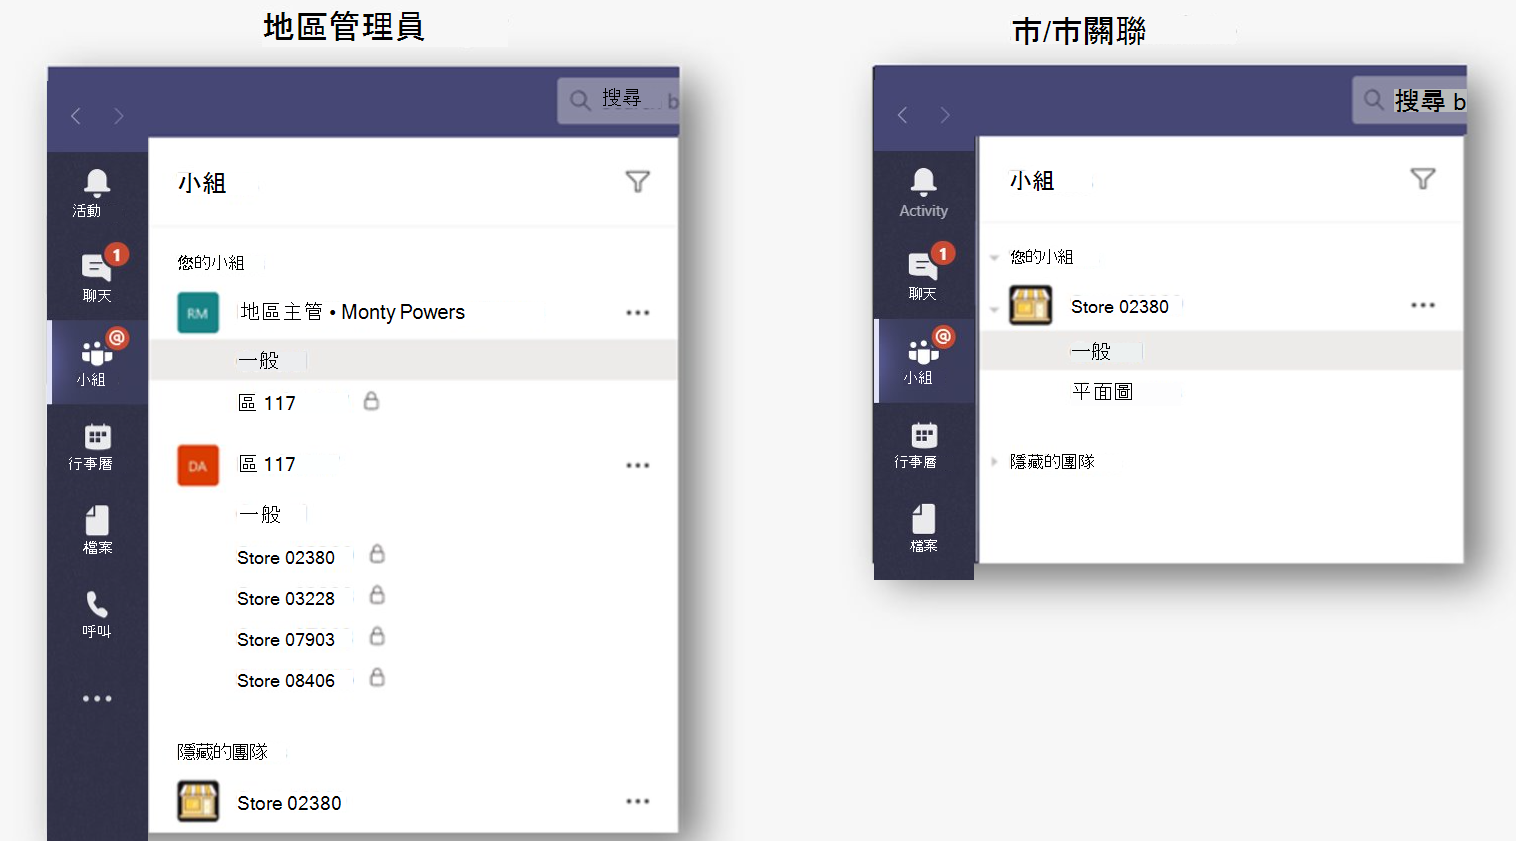 地區管理員
搜尋
活動
1
聊天
@
小組
行事曆
檔案
呼叫
小組
您的小組
RM 地區主管 • Monty Powers
一般
區 117
DA 區 117
一般
Store 02380
Store 03228
Store 07903
Store 08406
隱藏的團隊
Store 02380
市/市關聯
搜尋 b
Activity
1
聊天
@
小組
行事曆
檔案
小組
您的小組
Store 02380
一般
平面圖
隱藏的團隊